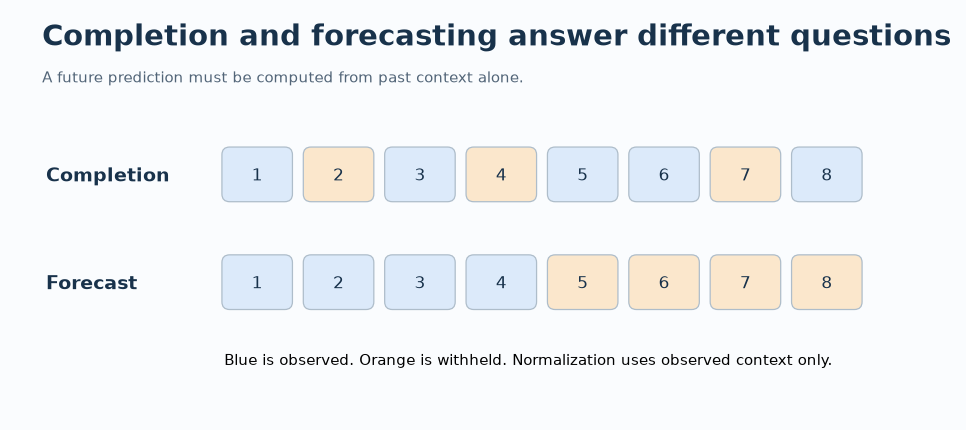 Completion and forecasting answer different questions
A future prediction must be computed from past context alone.
Completion 1 2 3 4 5 6 7 8
Forecast 1 2 3 4 5 6 7 8
Blue is observed. Orange is withheld. Normalization uses observed context only.